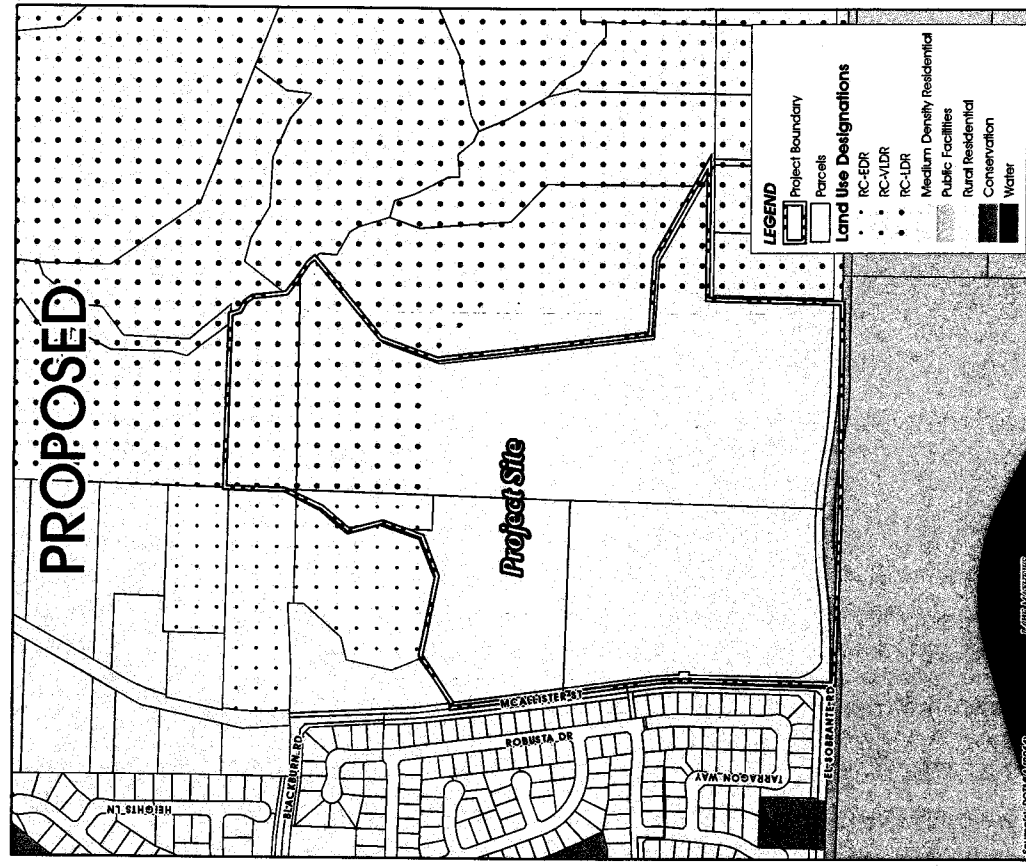 PROPOSED
LEGEND
Project Boundary
Parcels
Land Use Designations
RC-EDR
RC-VLDR
RC-LDR
Medium Density Residential
Public Facilities
Rural Residential
Conservation
Water
Project Site
MCALLISTER ST
BLACKBURN RD
ROBUSTA DR
HEIGHTS LN
TARRAGON WAY
EL SOBRANTE RD